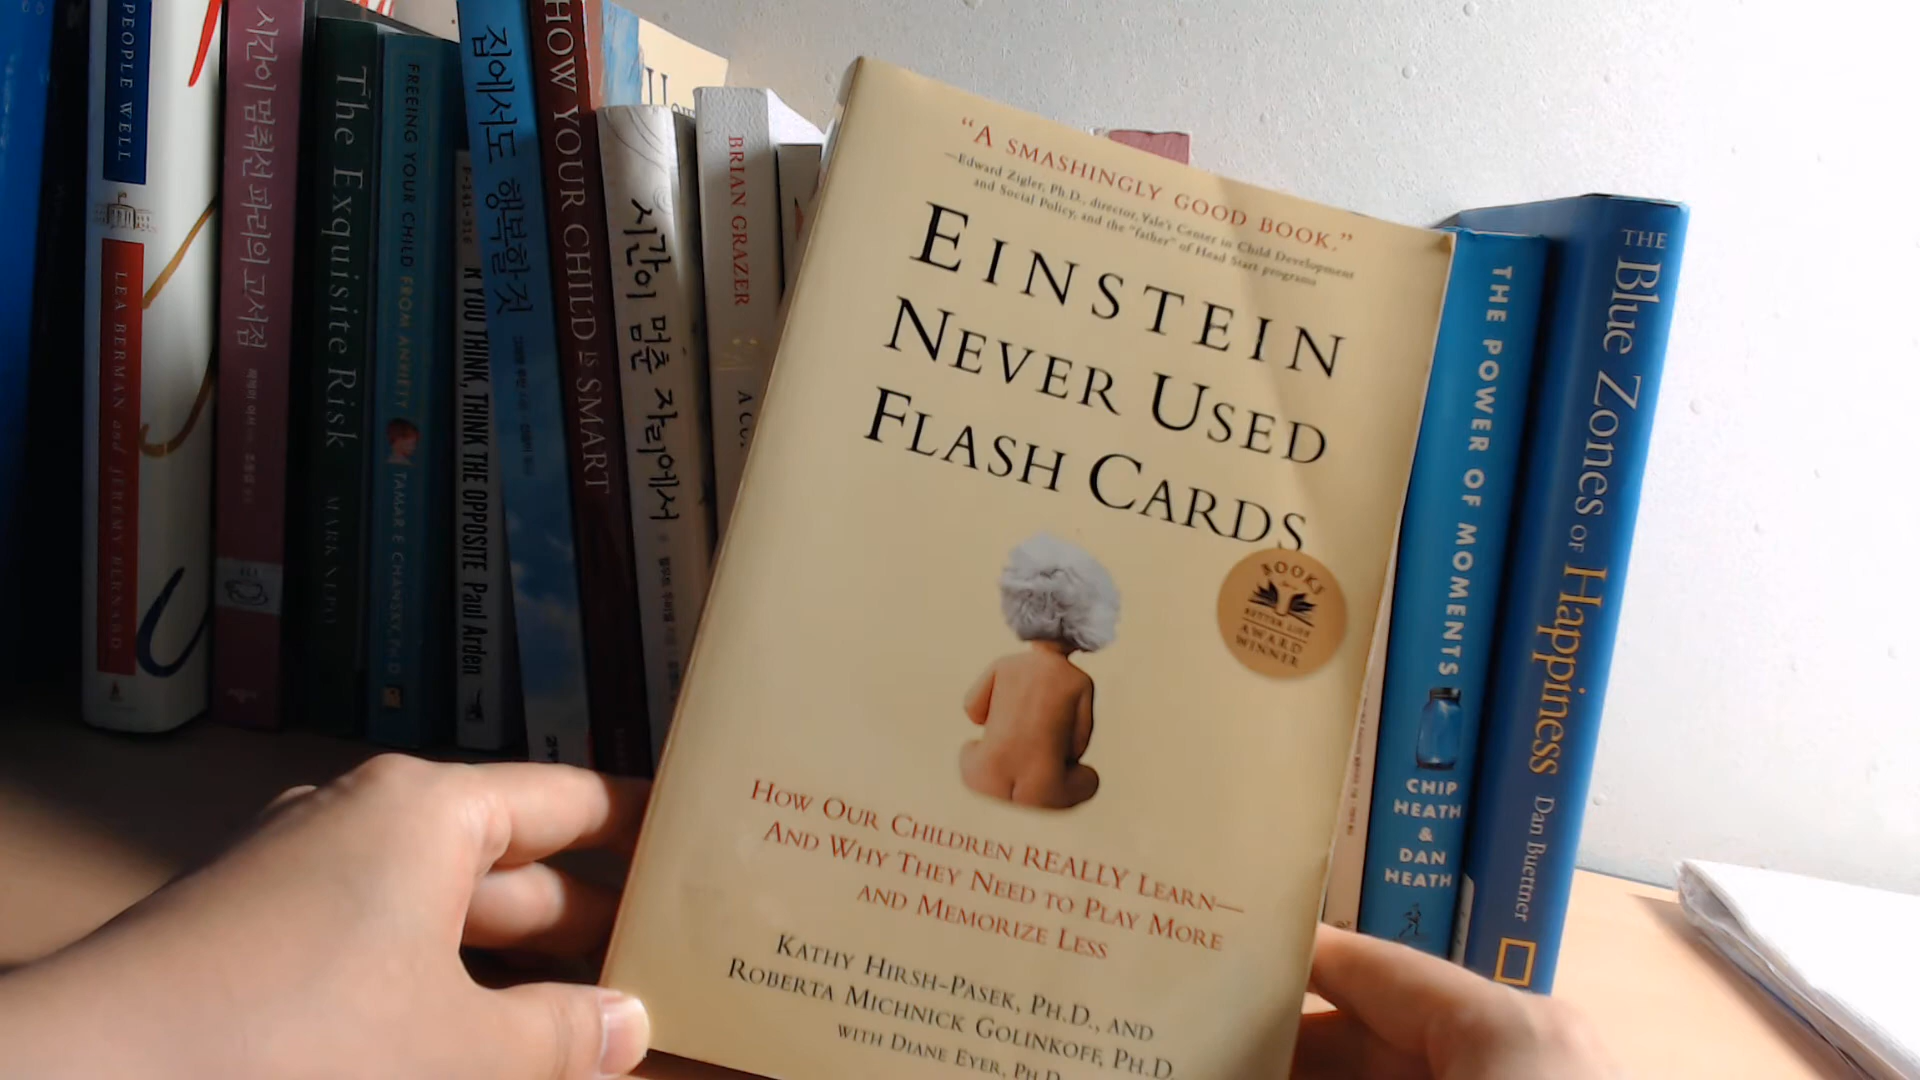 PEOPLE WELL
LEA BERMAN and JEREMY BERNARD
시간이 멈춰선 파리의 고서점
The Exquisite Risk
MARK NEPO
FREEING YOUR CHILD FROM ANXIETY
TAMAR E. CHANSKY, PH.D.
YOU THINK, THINK THE OPPOSITE Paul Arden
집에서도 행복할 것
HOW YOUR CHILD IS SMART
시간이 멈춘 자리에서
BRIAN GRAZER
"A SMASHINGLY GOOD BOOK."
—Edward Zigler, Ph.D., director, Yale's Center in Child Development
and Social Policy, and the "father" of Head Start programs
EINSTEIN
NEVER USED
FLASH CARDS
BOOKS
for a
BETTER LIFE
AWARD
WINNER
HOW OUR CHILDREN REALLY LEARN—
AND WHY THEY NEED TO PLAY MORE
AND MEMORIZE LESS
KATHY HIRSH-PASEK, PH.D., AND
ROBERTA MICHNICK GOLINKOFF, PH.D.
WITH DIANE EYER, PH.D.
THE POWER OF MOMENTS
CHIP
HEATH
&
DAN
HEATH
THE Blue Zones OF Happiness Dan Buettner